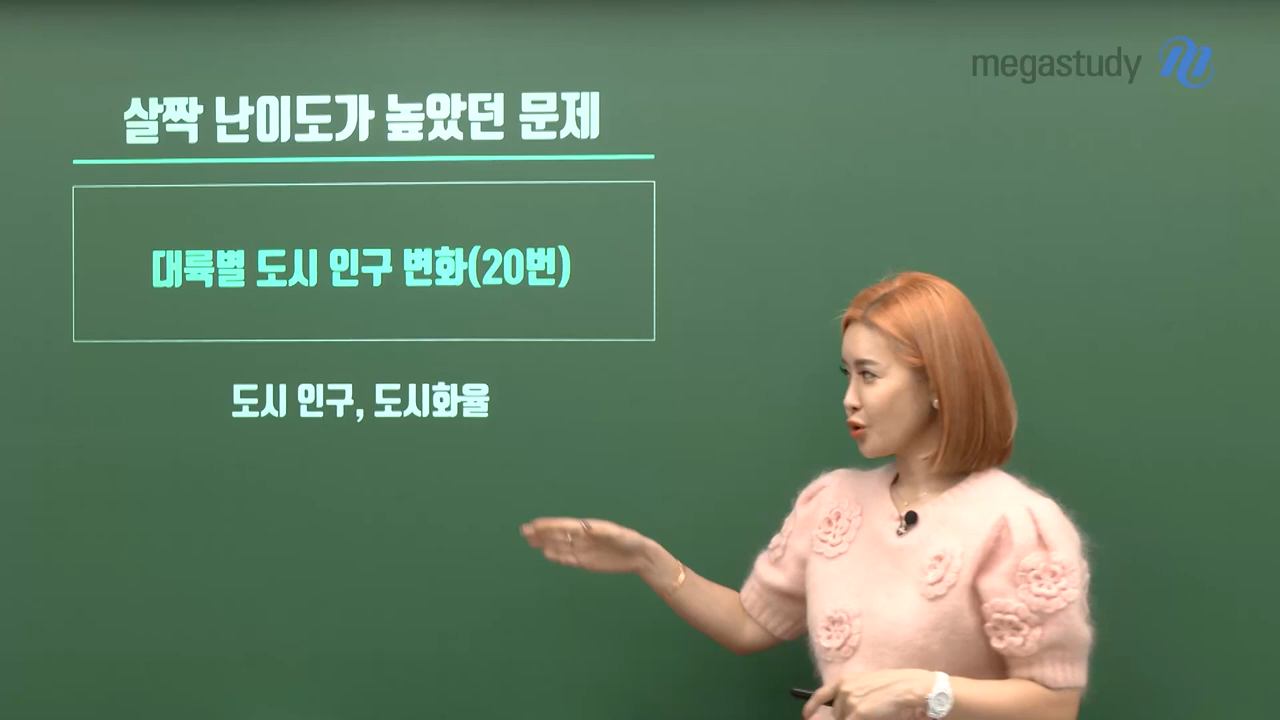 megastudy
살짝 난이도가 높았던 문제
대륙별 도시 인구 변화(20번)
도시 인구, 도시화율